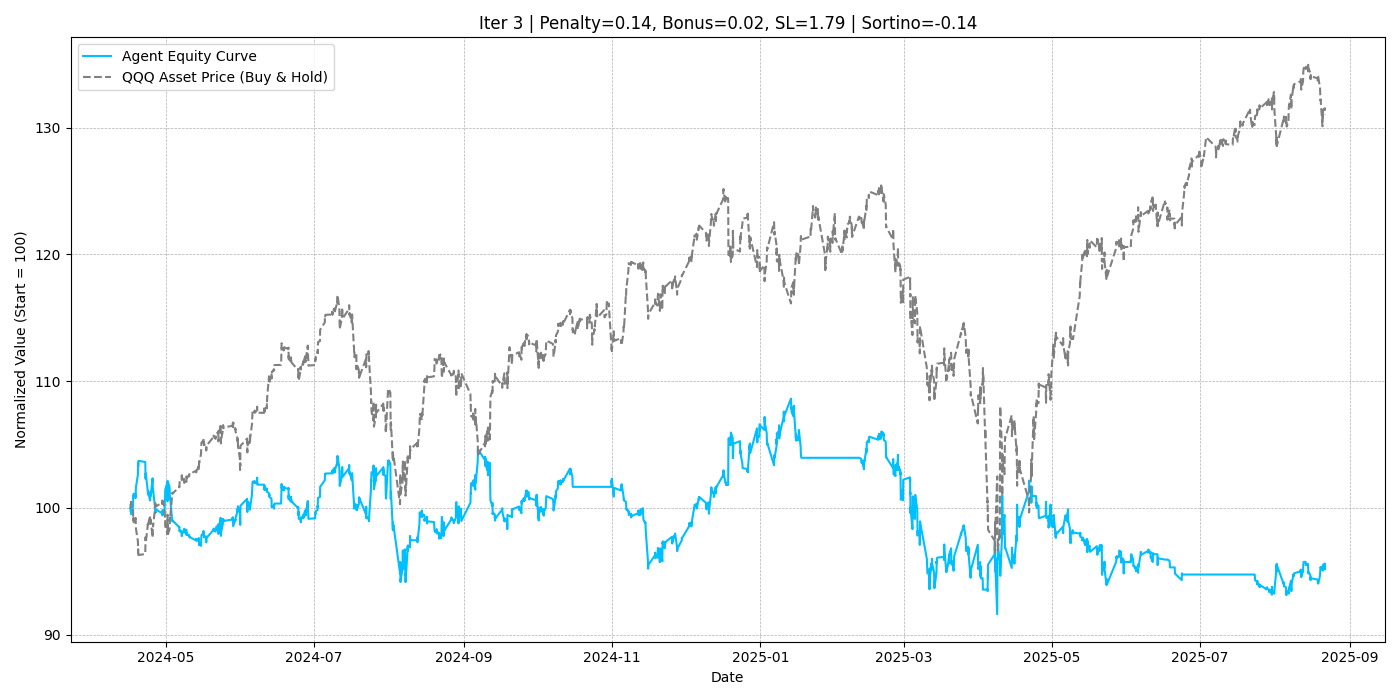 Iter 3 | Penalty=0.14, Bonus=0.02, SL=1.79 | Sortino=-0.14
Agent Equity Curve
QQQ Asset Price (Buy & Hold)
Normalized Value (Start = 100)
130
120
110
100
90
2024-05
2024-07
2024-09
2024-11
2025-01
2025-03
2025-05
2025-07
2025-09
Date